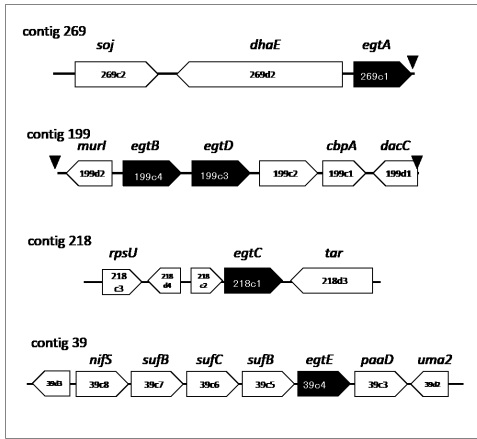 contig 269
soj dhaE egtA
269c2 269d2 269c1
contig 199
murI egtB egtD cbpA dacC
199d2 199c4 199c3 199c2 199c1 199d1
contig 218
rpsU egtC tar
218 c3 218 d4 218 c2 218c1 218d3
contig 39
nifS sufB sufC sufB egtE paaD uma2
39d3 39c8 39c7 39c6 39c5 39c4 39c3 39d2